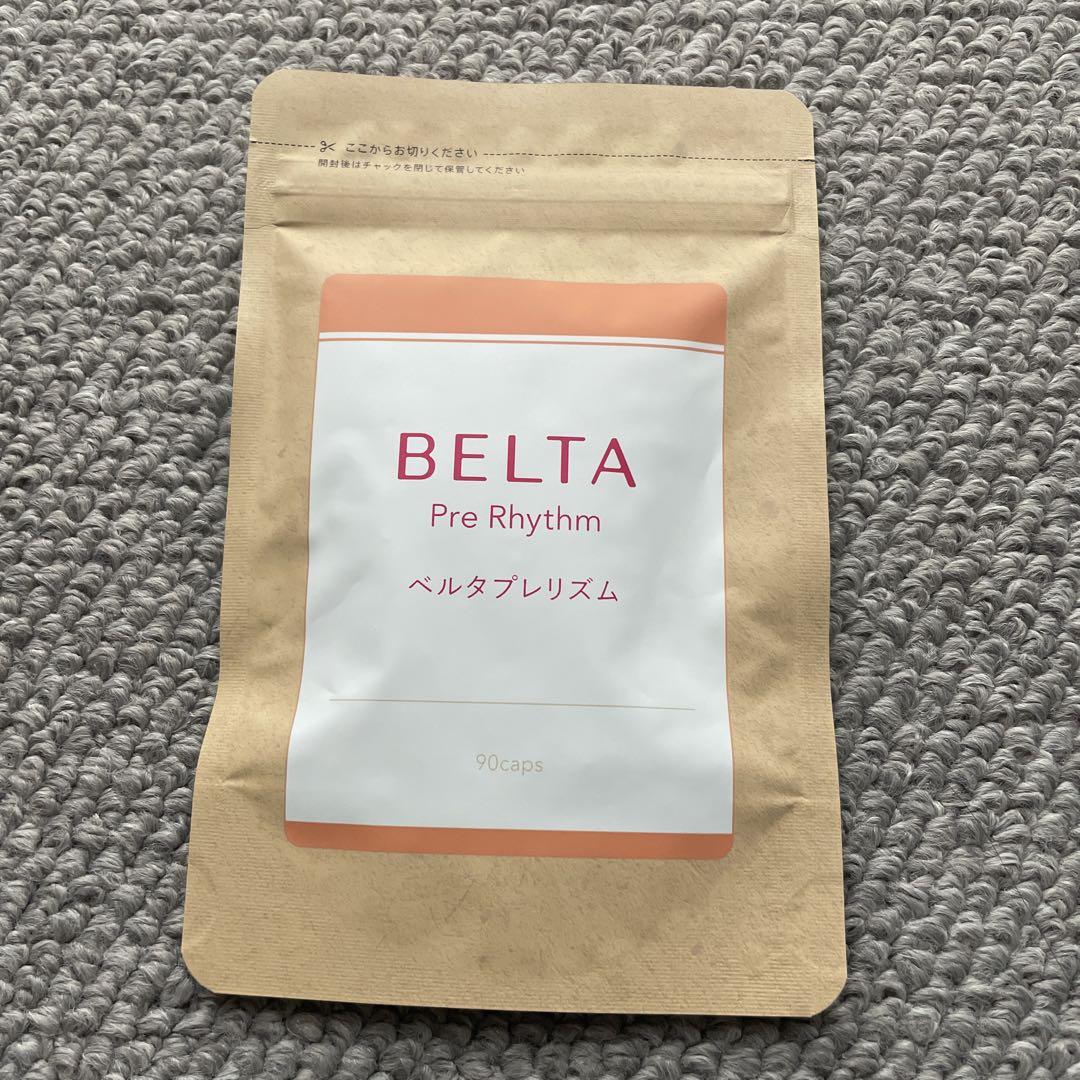 ここからお切りください
開封後はチャックを閉じて保管してください
BELTA
Pre Rhythm
ベルタプレリズム
90caps